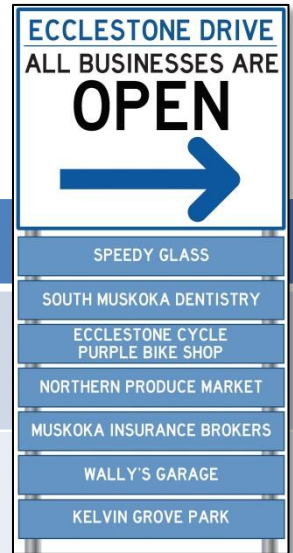 ECCLESTONE DRIVE
ALL BUSINESSES ARE
OPEN
SPEEDY GLASS
SOUTH MUSKOKA DENTISTRY
ECCLESTONE CYCLE
PURPLE BIKE SHOP
NORTHERN PRODUCE MARKET
MUSKOKA INSURANCE BROKERS
WALLY'S GARAGE
KELVIN GROVE PARK